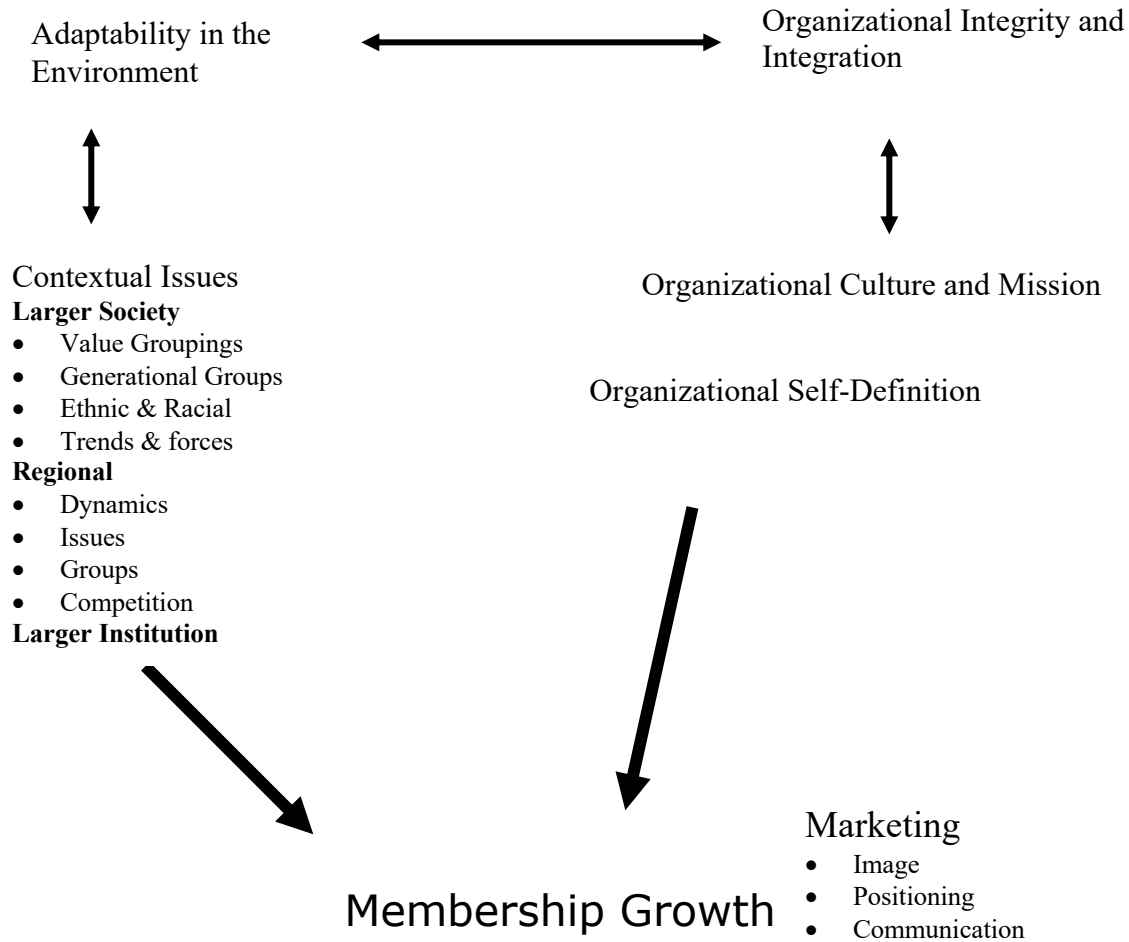 Adaptability in the
Environment
Organizational Integrity and
Integration
Contextual Issues
Larger Society
• Value Groupings
• Generational Groups
• Ethnic & Racial
• Trends & forces
Regional
• Dynamics
• Issues
• Groups
• Competition
Larger Institution
Organizational Culture and Mission
Organizational Self-Definition
Membership Growth
Marketing
• Image
• Positioning
• Communication